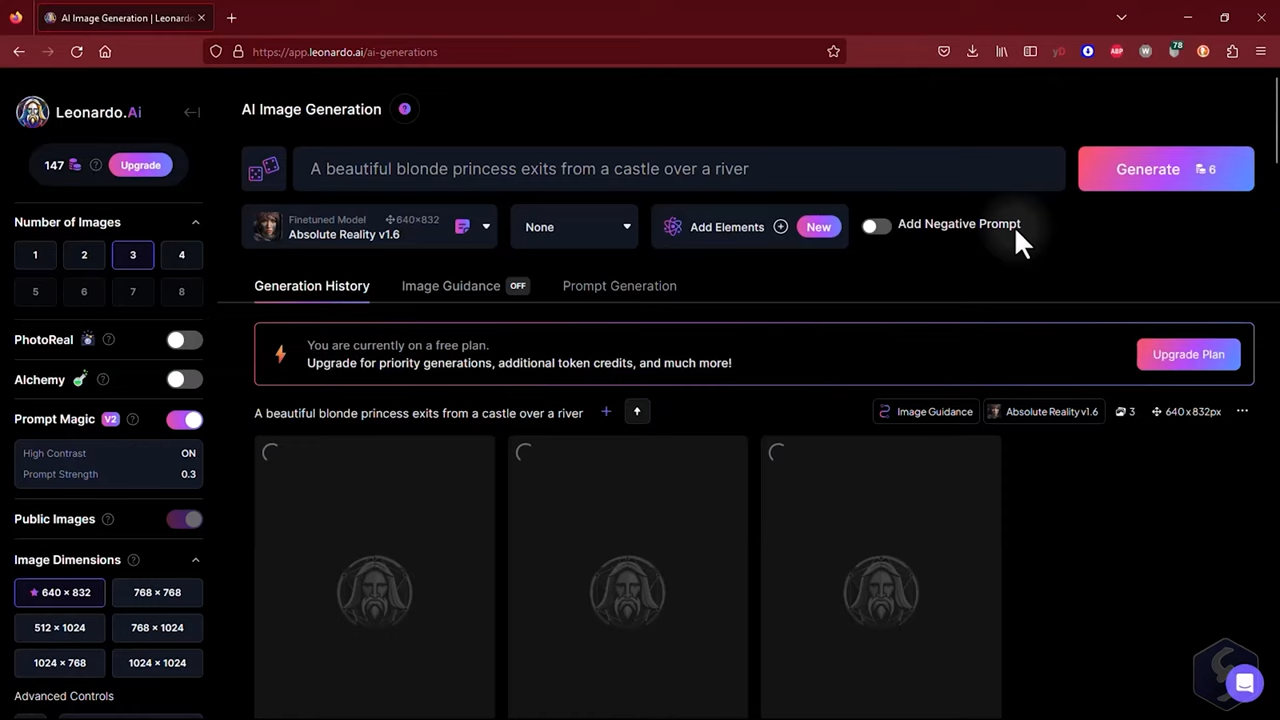 AI Image Generation | Leonardo
https://app.leonardo.ai/ai-generations
yD
ABP
W
78
Leonardo.Ai
147
Upgrade
Number of Images
1
2
3
4
5
6
7
8
PhotoReal
Alchemy
Prompt Magic V2
High Contrast ON
Prompt Strength 0.3
Public Images
Image Dimensions
640 × 832
768 × 768
512 × 1024
768 × 1024
1024 × 768
1024 × 1024
Advanced Controls
AI Image Generation ?
A beautiful blonde princess exits from a castle over a river
Generate 6
Finetuned Model 640×832
Absolute Reality v1.6
None
Add Elements New
Add Negative Prompt
Generation History
Image Guidance OFF
Prompt Generation
You are currently on a free plan.
Upgrade for priority generations, additional token credits, and much more!
Upgrade Plan
A beautiful blonde princess exits from a castle over a river
Image Guidance
Absolute Reality v1.6
3
640x832px